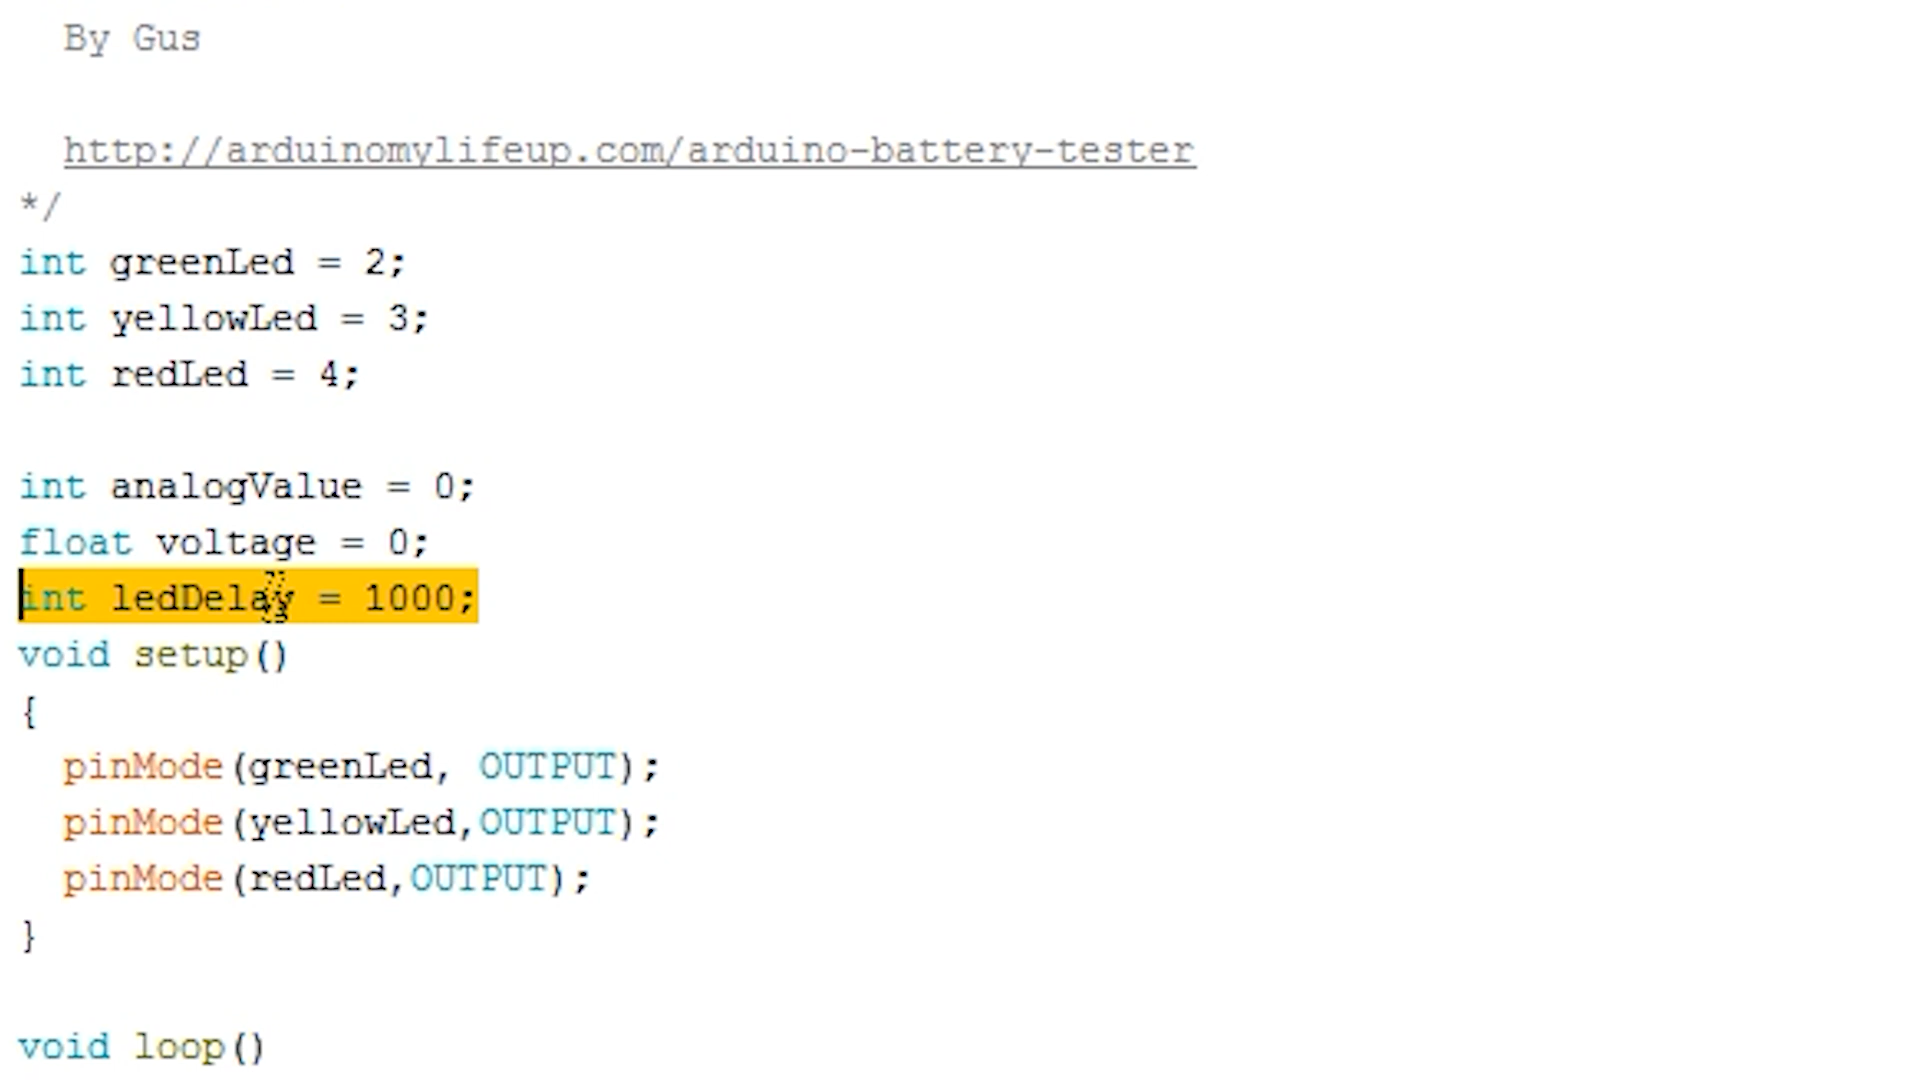 By Gus
http://arduinomylifeup.com/arduino-battery-tester
*/
int greenLed = 2;
int yellowLed = 3;
int redLed = 4;
int analogValue = 0;
float voltage = 0;
int ledDelay = 1000;
void setup()
{
pinMode(greenLed, OUTPUT);
pinMode(yellowLed,OUTPUT);
pinMode(redLed,OUTPUT);
}
void loop()